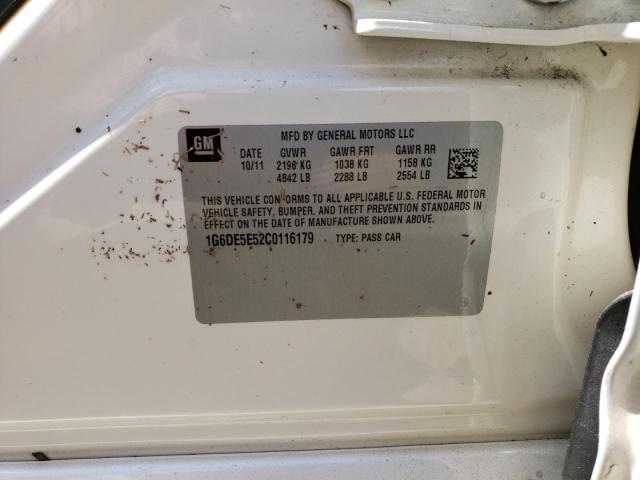 GM
MFD BY GENERAL MOTORS LLC
DATE GVWR GAWR FRT GAWR RR
10/11 2196 KG 1038 KG 1158 KG
4842 LB 2288 LB 2554 LB
THIS VEHICLE CONFORMS TO ALL APPLICABLE U.S. FEDERAL MOTOR
VEHICLE SAFETY, BUMPER, AND THEFT PREVENTION STANDARDS IN
EFFECT ON THE DATE OF MANUFACTURE SHOWN ABOVE.
1G6DE5E52C0116179 TYPE: PASS CAR